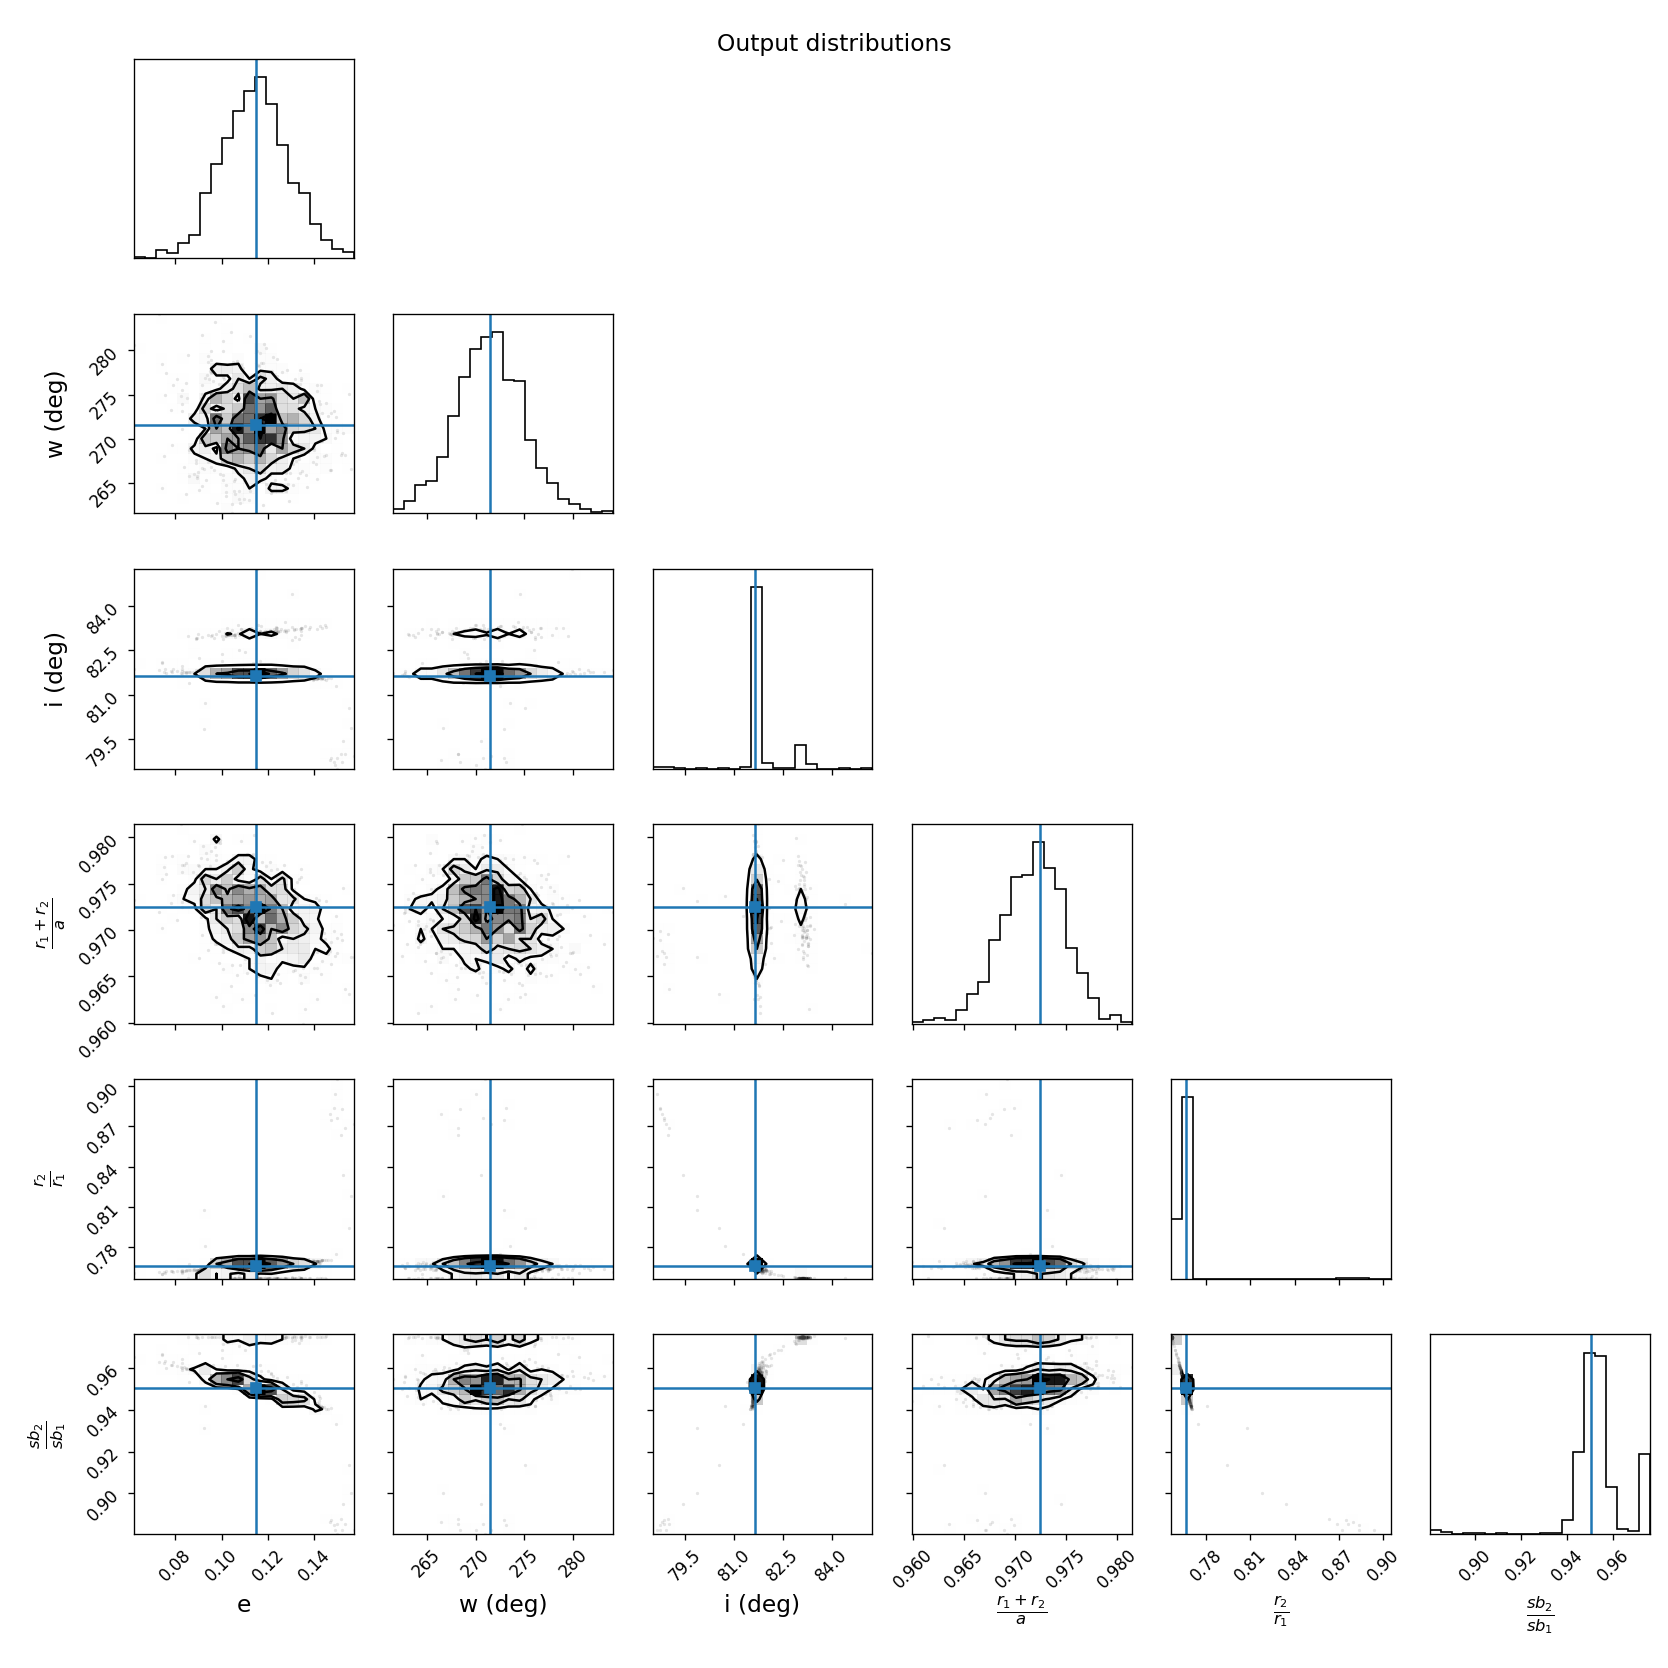 Output distributions
w (deg)
280
275
270
265
i (deg)
84.0
82.5
81.0
79.5
r₁ + r₂
a
0.980
0.975
0.970
0.965
0.960
r₂
r₁
0.90
0.87
0.84
0.81
0.78
sb₂
sb₁
0.96
0.94
0.92
0.90
0.08 0.10 0.12 0.14
265 270 275 280
79.5 81.0 82.5 84.0
0.960 0.965 0.970 0.975 0.980
0.78 0.81 0.84 0.87 0.90
0.90 0.92 0.94 0.96
e
w (deg)
i (deg)
r₁ + r₂
a
r₂
r₁
sb₂
sb₁